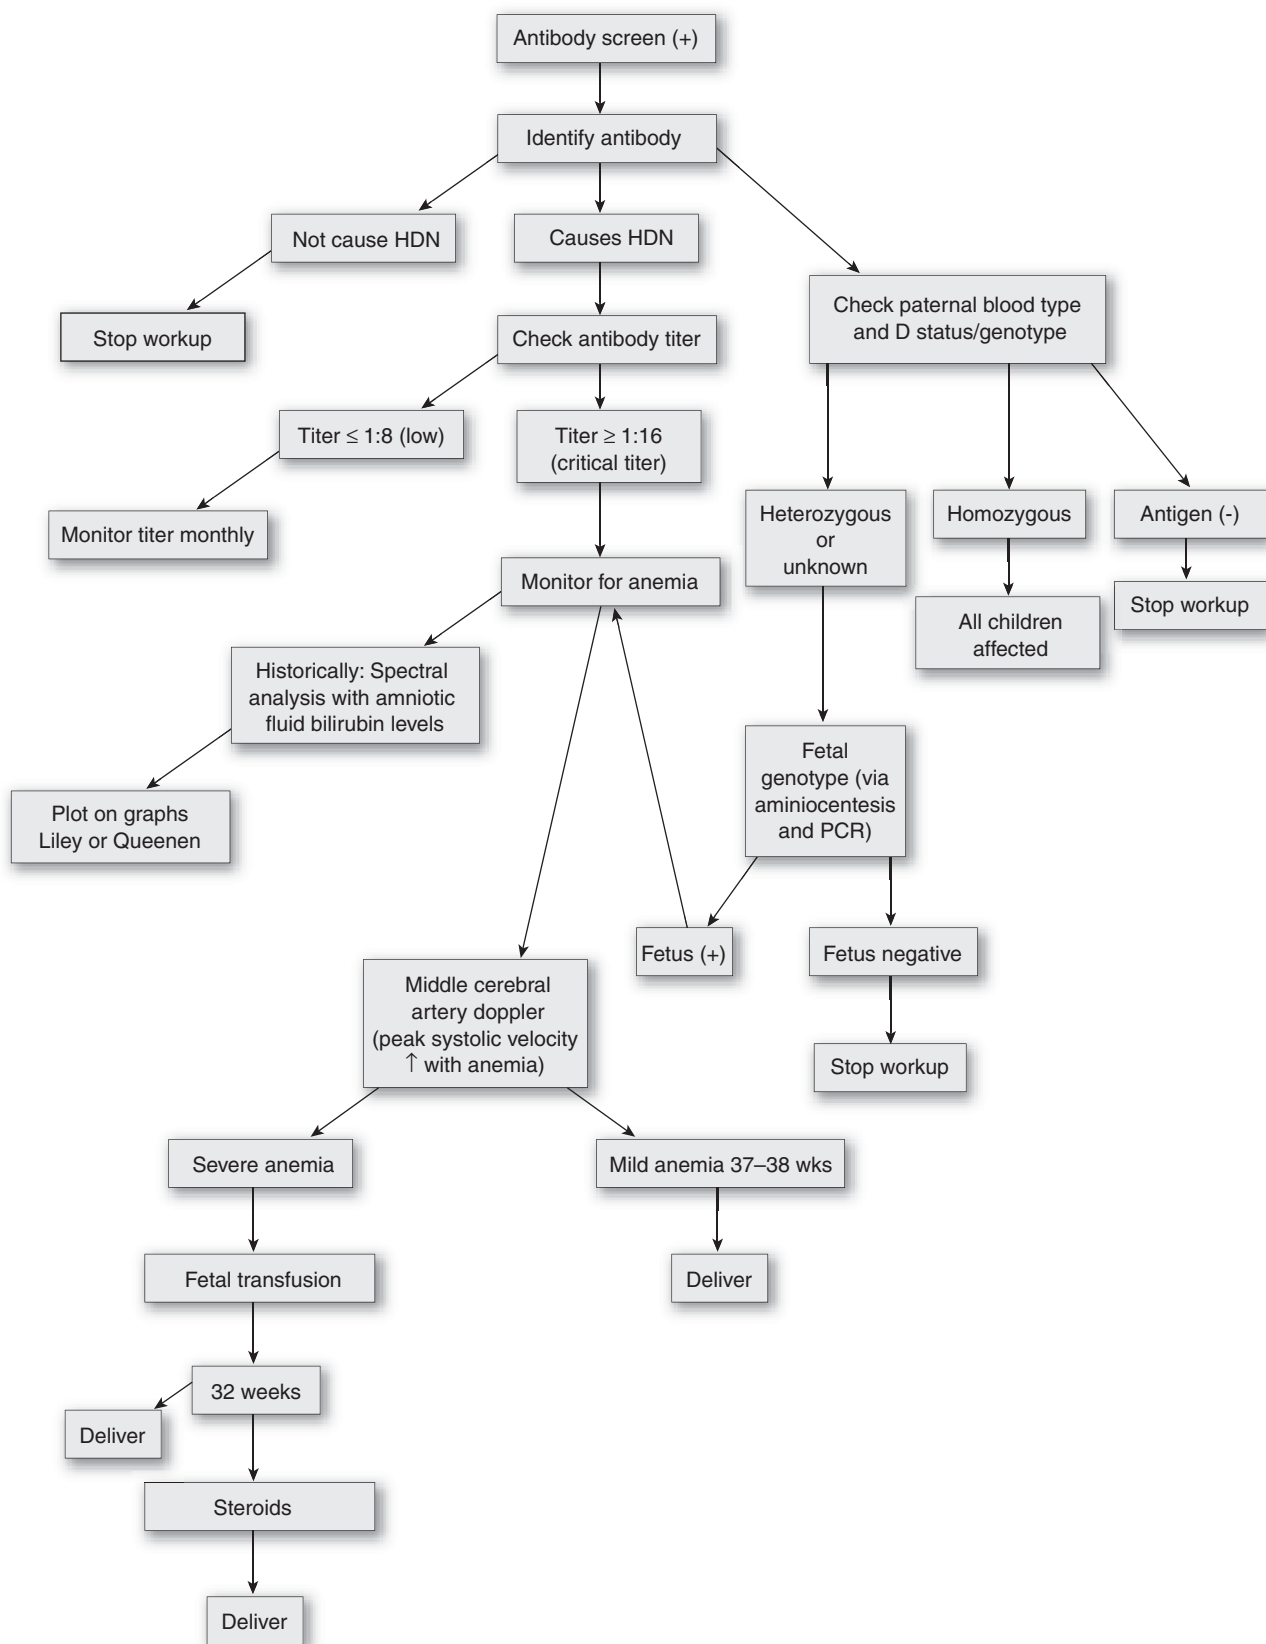 Antibody screen (+)
Identify antibody
Not cause HDN
Causes HDN
Stop workup
Check antibody titer
Check paternal blood type
and D status/genotype
Titer ≤ 1:8 (low)
Titer ≥ 1:16
(critical titer)
Monitor titer monthly
Heterozygous
or
unknown
Homozygous
Antigen (-)
Monitor for anemia
All children
affected
Stop workup
Historically: Spectral
analysis with amniotic
fluid bilirubin levels
Plot on graphs
Liley or Queenen
Fetal
genotype (via
aminiocentesis
and PCR)
Fetus (+)
Fetus negative
Stop workup
Middle cerebral
artery doppler
(peak systolic velocity
↑ with anemia)
Severe anemia
Mild anemia 37–38 wks
Fetal transfusion
Deliver
32 weeks
Deliver
Steroids
Deliver